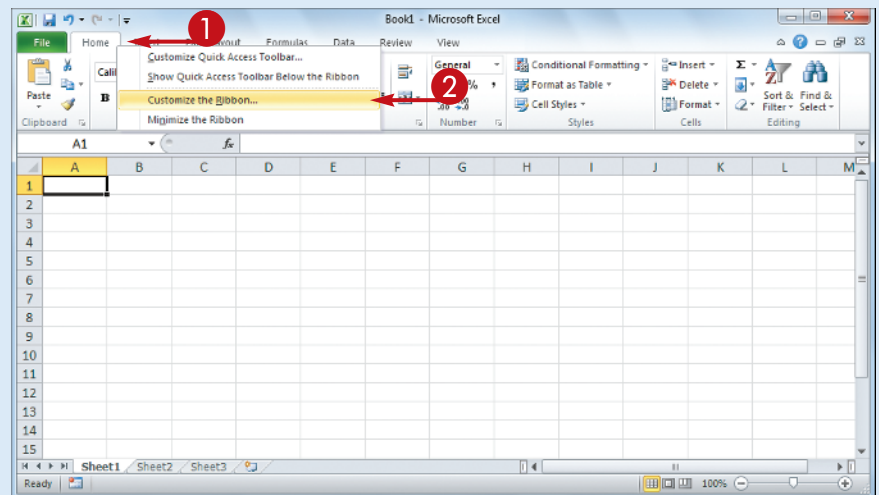 Book1 - Microsoft Excel
1
File Home Formulas Data Review View
Customize Quick Access Toolbar...
Show Quick Access Toolbar Below the Ribbon
Customize the Ribbon...
Minimize the Ribbon
2
Paste
Clipboard
B
General
%
,
.00
Number
Conditional Formatting
Format as Table
Cell Styles
Styles
Insert
Delete
Format
Cells
Σ
Sort & Filter
Find & Select
Editing
A1
fx
A B C D E F G H I J K L M
1
2
3
4
5
6
7
8
9
10
11
12
13
14
15
Sheet1 Sheet2 Sheet3
Ready
100%